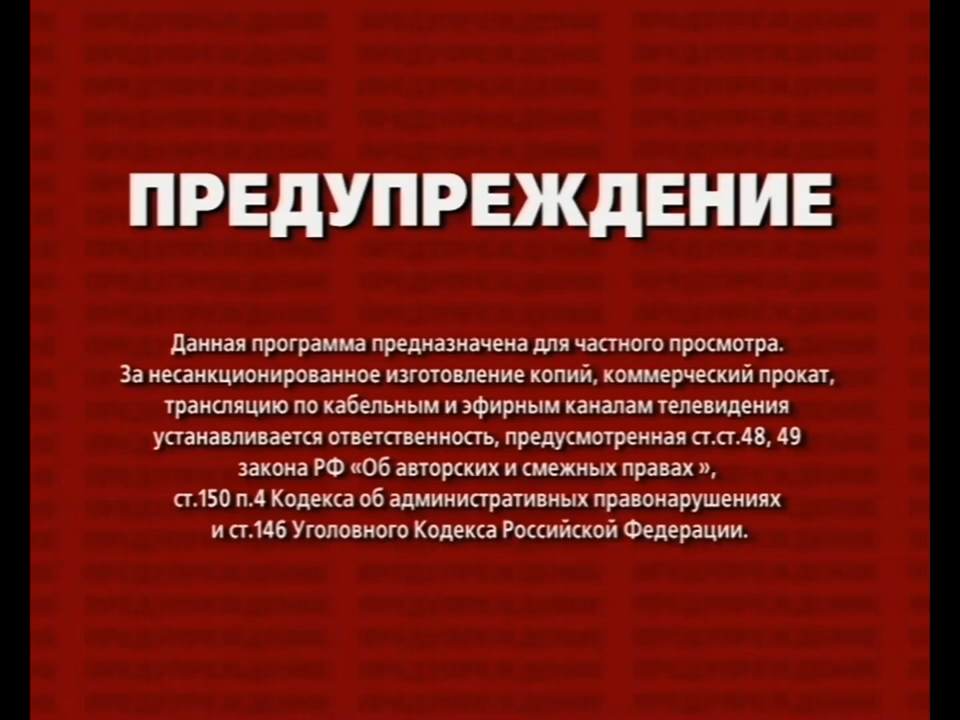 ПРЕДУПРЕЖДЕНИЕ
Данная программа предназначена для частного просмотра.
За несанкционированное изготовление копий, коммерческий прокат,
трансляцию по кабельным и эфирным каналам телевидения
устанавливается ответственность, предусмотренная ст.ст.48, 49
закона РФ «Об авторских и смежных правах »,
ст.150 п.4 Кодекса об административных правонарушениях
и ст.146 Уголовного Кодекса Российской Федерации.